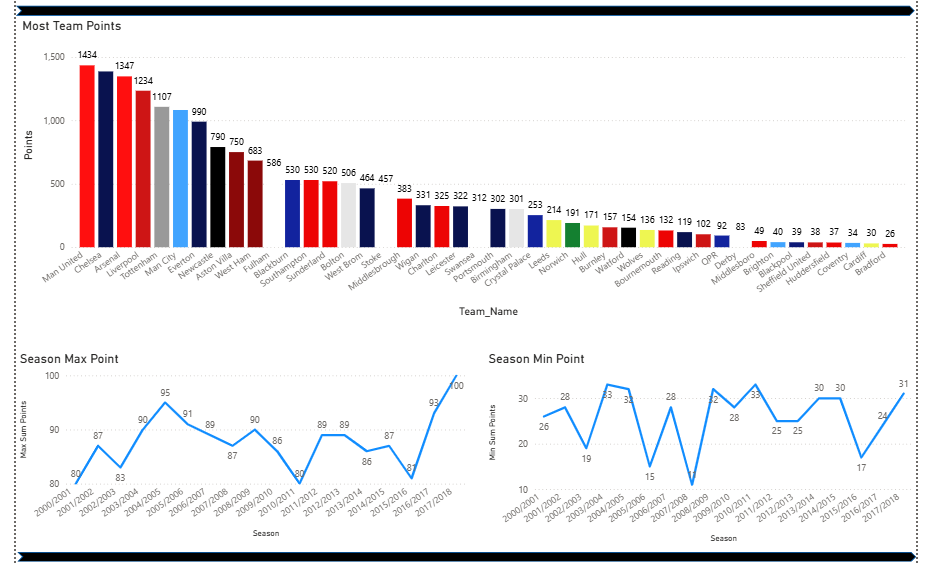 Most Team Points
Points
1,500
1,000
500
0
1434
1347
1234
1107
990
790
750
683
586
530
530
520
506
464
457
383
331
325
322
312
302
301
253
214
191
171
157
154
136
132
119
102
92
83
49
40
39
38
37
34
30
26
Man United
Chelsea
Arsenal
Liverpool
Tottenham
Man City
Everton
Newcastle
Aston Villa
West Ham
Fulham
Blackburn
Southampton
Sunderland
Bolton
West Brom
Stoke
Middlesbrough
Wigan
Charlton
Leicester
Swansea
Portsmouth
Birmingham
Crystal Palace
Leeds
Norwich
Hull
Burnley
Watford
Wolves
Bournemouth
Reading
Ipswich
QPR
Derby
Middlesboro
Brighton
Blackpool
Sheffield United
Huddersfield
Coventry
Cardiff
Bradford
Team_Name
Season Max Point
Max Sum Points
100
90
80
80
87
83
90
95
91
89
87
90
86
80
89
89
86
87
81
93
100
2000/2001
2001/2002
2002/2003
2003/2004
2004/2005
2005/2006
2006/2007
2007/2008
2008/2009
2009/2010
2010/2011
2011/2012
2012/2013
2013/2014
2014/2015
2015/2016
2016/2017
2017/2018
Season
Season Min Point
Min Sum Points
30
20
10
26
28
19
33
32
15
28
11
32
28
33
25
25
30
30
17
24
31
2000/2001
2001/2002
2002/2003
2003/2004
2004/2005
2005/2006
2006/2007
2007/2008
2008/2009
2009/2010
2010/2011
2011/2012
2012/2013
2013/2014
2014/2015
2015/2016
2016/2017
2017/2018
Season